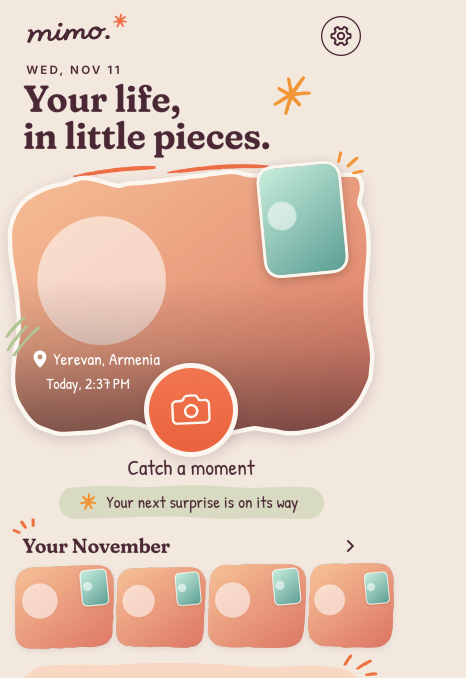 mimo.
WED, NOV 11
Your life,
in little pieces.
Yerevan, Armenia
Today, 2:37 PM
Catch a moment
Your next surprise is on its way
Your November